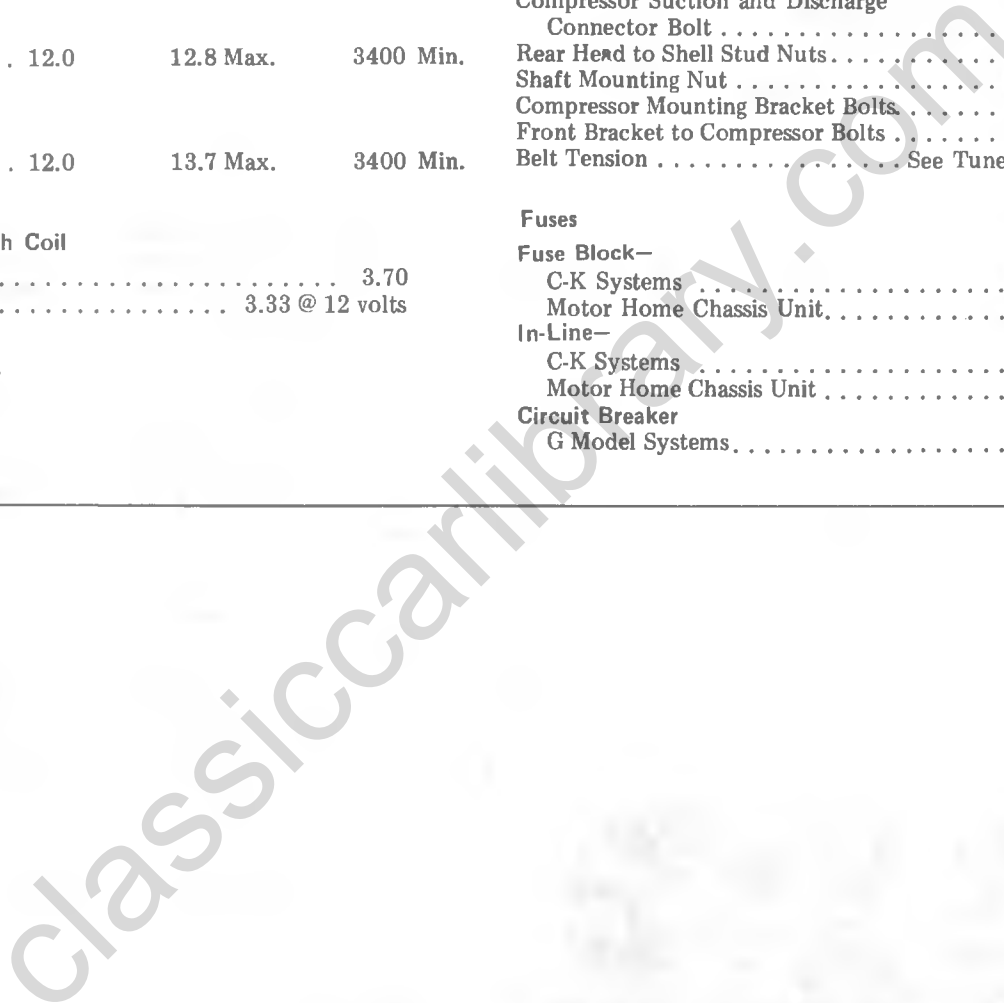 . 12.0 12.8 Max. 3400 Min.
. 12.0 13.7 Max. 3400 Min.
h Coil
. . . . . . . . . . . . . . . . . . . . . . . . . 3.70
. . . . . . . . . . . . . . . . 3.33 @ 12 volts
Compressor Suction and Discharge
Connector Bolt . . . . . . . . . . . . . . . . . .
Rear Head to Shell Stud Nuts. . . . . . . . . . . .
Shaft Mounting Nut . . . . . . . . . . . . . . . . .
Compressor Mounting Bracket Bolts. . . . . . . .
Front Bracket to Compressor Bolts . . . . . . . .
Belt Tension . . . . . . . . . . . . . . . . See Tune
Fuses
Fuse Block—
C-K Systems . . . . . . . . . . . . . . . . . . . .
Motor Home Chassis Unit. . . . . . . . . . . . .
In-Line—
C-K Systems . . . . . . . . . . . . . . . . . . . .
Motor Home Chassis Unit . . . . . . . . . . . .
Circuit Breaker
G Model Systems. . . . . . . . . . . . . . . . . .
classiccarlibrary.com